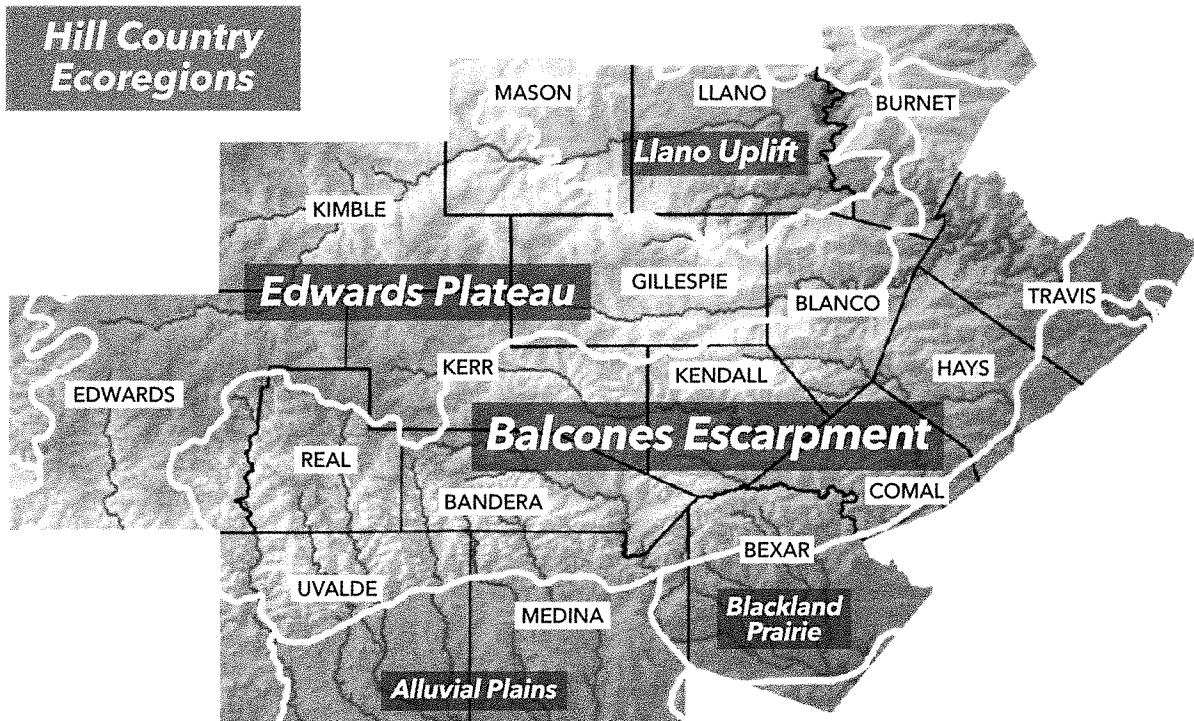 Hill Country
Ecoregions
MASON
LLANO
BURNET
Llano Uplift
KIMBLE
GILLESPIE
Edwards Plateau
BLANCO
TRAVIS
KERR
KENDALL
HAYS
EDWARDS
Balcones Escarpment
REAL
BANDERA
COMAL
BEXAR
UVALDE
MEDINA
Blackland
Prairie
Alluvial Plains